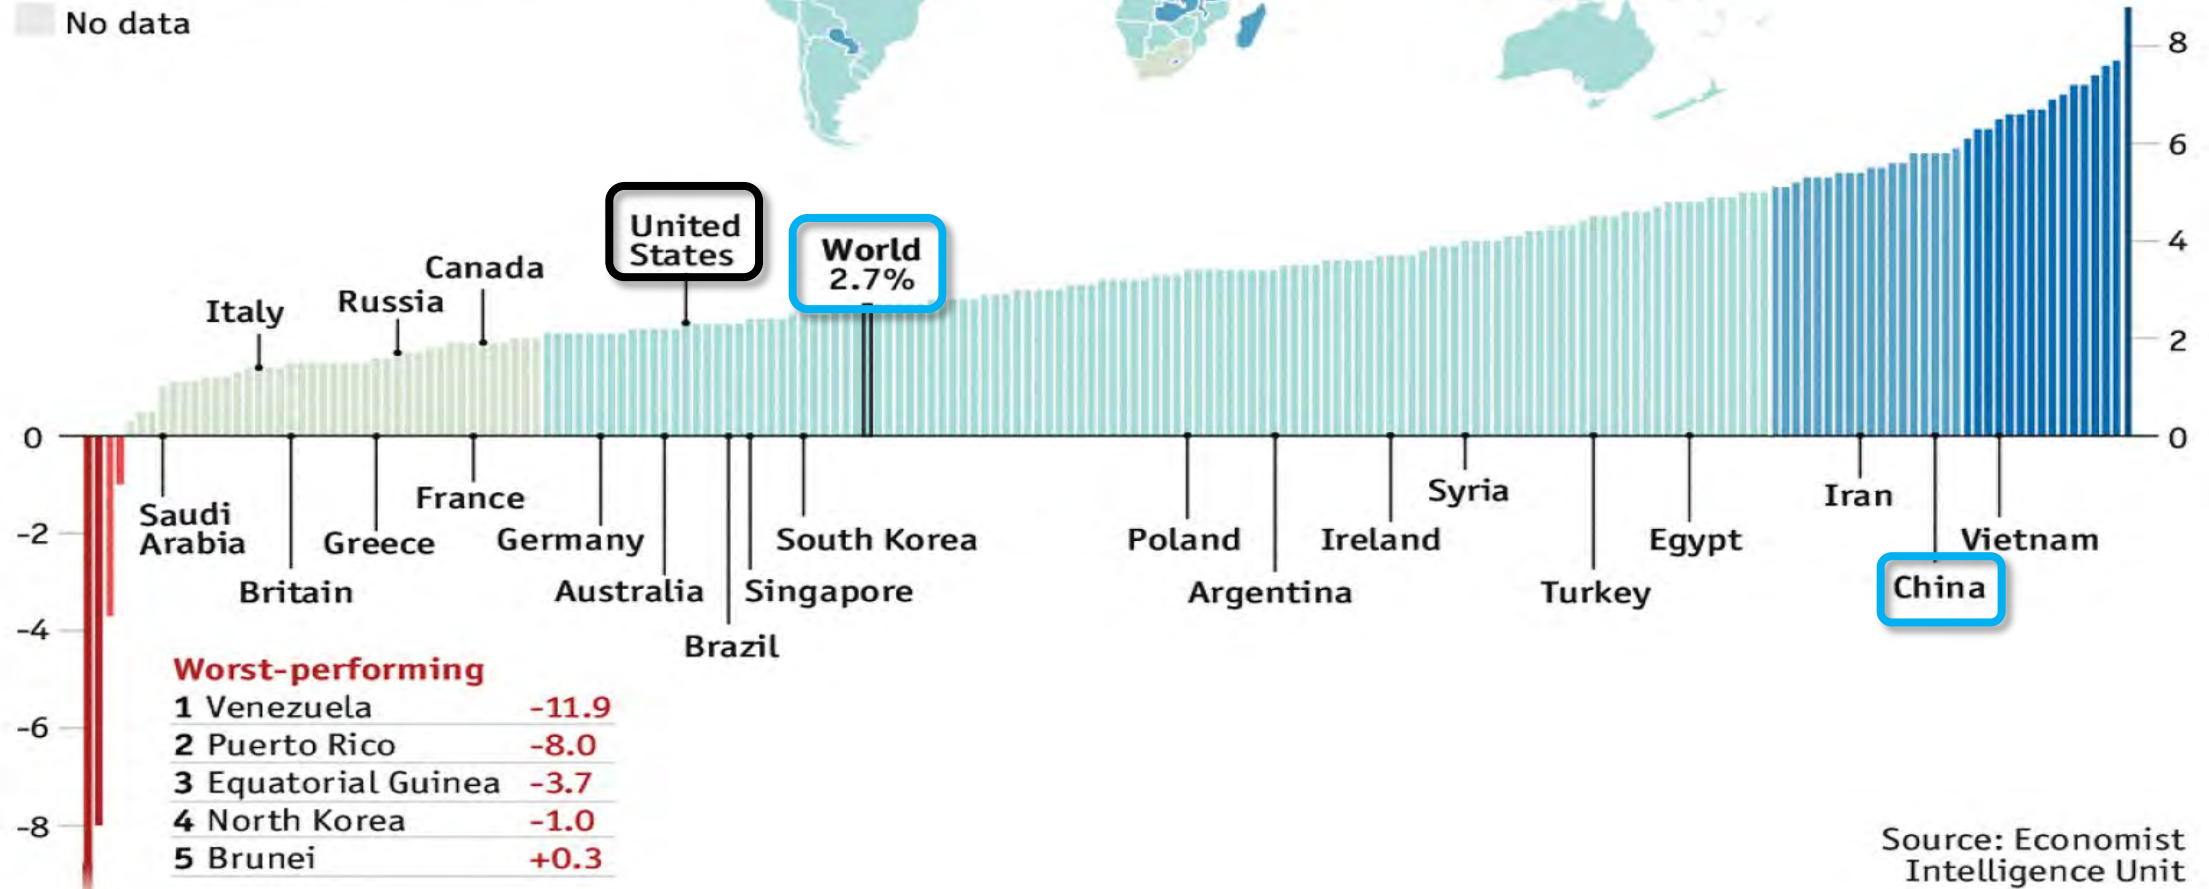 No data
8
6
4
2
0
United
States
World
2.7%
Canada
Russia
Italy
0
-2
-4
-6
-8
Saudi
Arabia
Britain
Greece
France
Germany
Australia
Brazil
Singapore
South Korea
Poland
Argentina
Ireland
Syria
Turkey
Egypt
Iran
China
Vietnam
Worst-performing
1 Venezuela -11.9
2 Puerto Rico -8.0
3 Equatorial Guinea -3.7
4 North Korea -1.0
5 Brunei +0.3
Source: Economist
Intelligence Unit